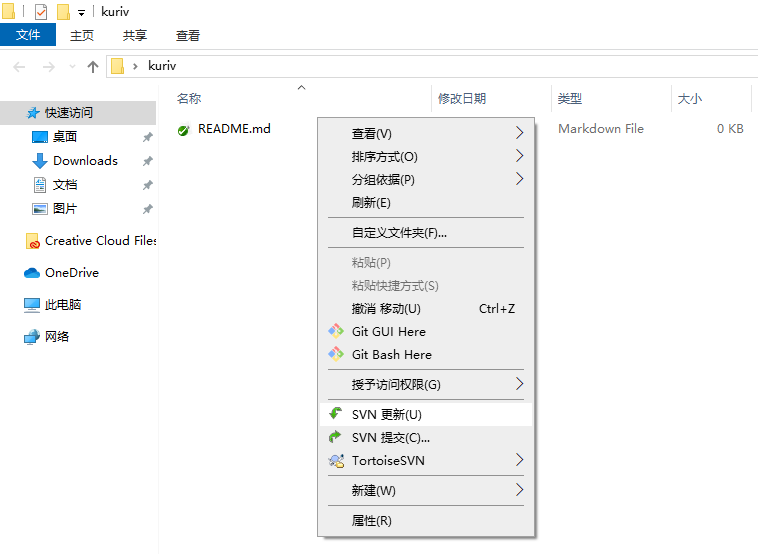 kuriv
文件 主页 共享 查看
kuriv
名称 修改日期 类型 大小
快速访问
桌面
Downloads
文档
图片
Creative Cloud Files
OneDrive
此电脑
网络
README.md Markdown File 0 KB
查看(V)
排序方式(O)
分组依据(P)
刷新(E)
自定义文件夹(F)...
粘贴(P)
粘贴快捷方式(S)
撤消 移动(U) Ctrl+Z
Git GUI Here
Git Bash Here
授予访问权限(G)
SVN 更新(U)
SVN 提交(C)...
TortoiseSVN
新建(W)
属性(R)